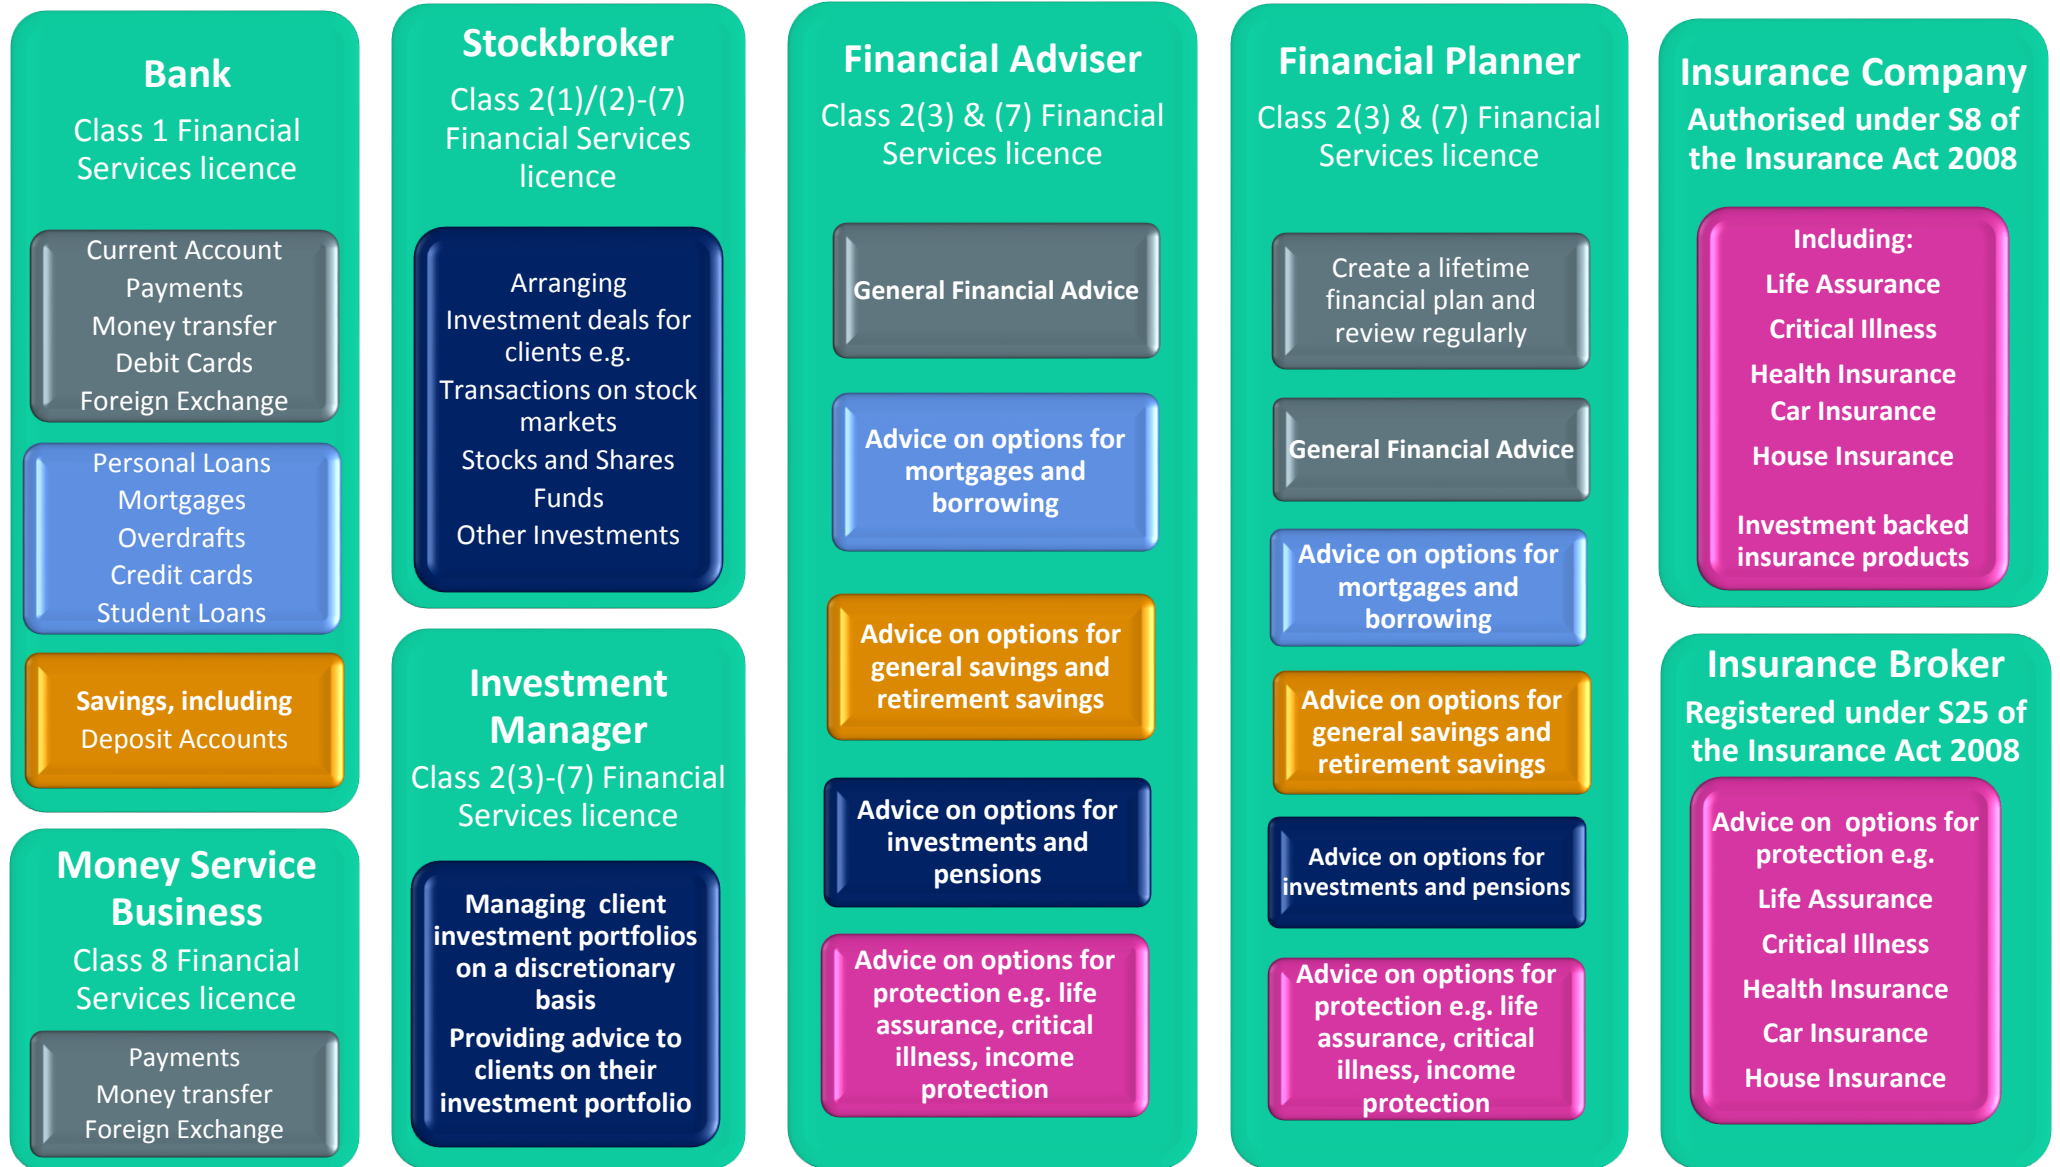 Bank
Class 1 Financial
Services licence
Current Account
Payments
Money transfer
Debit Cards
Foreign Exchange
Personal Loans
Mortgages
Overdrafts
Credit cards
Student Loans
Savings, including
Deposit Accounts
Money Service
Business
Class 8 Financial
Services licence
Payments
Money transfer
Foreign Exchange
Stockbroker
Class 2(1)/(2)-(7)
Financial Services
licence
Arranging
Investment deals for
clients e.g.
Transactions on stock
markets
Stocks and Shares
Funds
Other Investments
Investment
Manager
Class 2(3)-(7) Financial
Services licence
Managing client
investment portfolios
on a discretionary
basis
Providing advice to
clients on their
investment portfolio
Financial Adviser
Class 2(3) & (7) Financial
Services licence
General Financial Advice
Advice on options for
mortgages and
borrowing
Advice on options for
general savings and
retirement savings
Advice on options for
investments and
pensions
Advice on options for
protection e.g. life
assurance, critical
illness, income
protection
Financial Planner
Class 2(3) & (7) Financial
Services licence
Create a lifetime
financial plan and
review regularly
General Financial Advice
Advice on options for
mortgages and
borrowing
Advice on options for
general savings and
retirement savings
Advice on options for
investments and pensions
Advice on options for
protection e.g. life
assurance, critical
illness, income
protection
Insurance Company
Authorised under S8 of
the Insurance Act 2008
Including:
Life Assurance
Critical Illness
Health Insurance
Car Insurance
House Insurance
Investment backed
insurance products
Insurance Broker
Registered under S25 of
the Insurance Act 2008
Advice on options for
protection e.g.
Life Assurance
Critical Illness
Health Insurance
Car Insurance
House Insurance